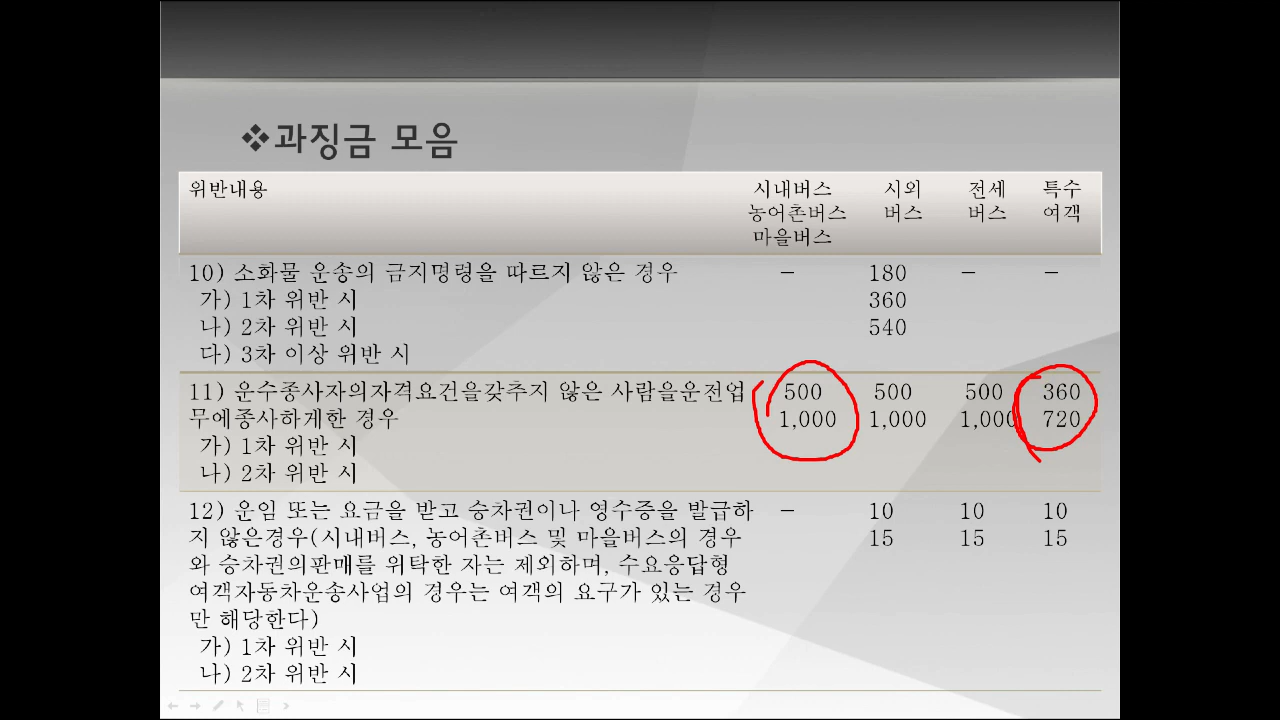 ❖과징금 모음
위반내용 시내버스 시외 전세 특수
농어촌버스 버스 버스 여객
마을버스
10) 소화물 운송의 금지명령을 따르지 않은 경우 － 180 － －
가) 1차 위반 시 360
나) 2차 위반 시 540
다) 3차 이상 위반 시
11) 운수종사자의자격요건을갖추지 않은 사람을운전업 500 500 500 360
무에종사하게한 경우 1,000 1,000 1,000 720
가) 1차 위반 시
나) 2차 위반 시
12) 운임 또는 요금을 받고 승차권이나 영수증을 발급하 － 10 10 10
지 않은경우(시내버스, 농어촌버스 및 마을버스의 경우 15 15 15
와 승차권의판매를 위탁한 자는 제외하며, 수요응답형
여객자동차운송사업의 경우는 여객의 요구가 있는 경우
만 해당한다)
가) 1차 위반 시
나) 2차 위반 시